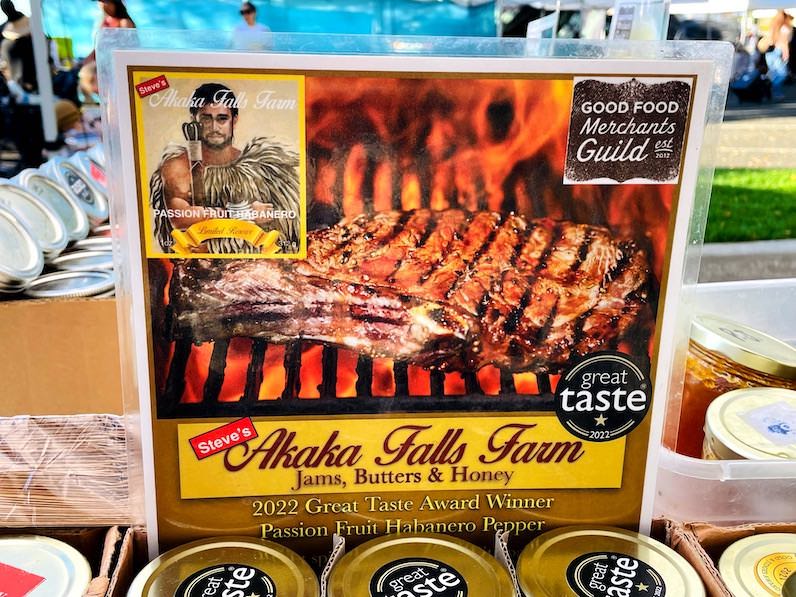 Steve's
Akaka Falls Farm
PASSION FRUIT HABANERO
Limited Reserve
GOOD FOOD
Merchants
Guild est
2012
great
taste
2022
Steve's
Akaka Falls Farm
Jams, Butters & Honey
2022 Great Taste Award Winner
Passion Fruit Habanero Pepper
great
taste
great
taste
great
taste